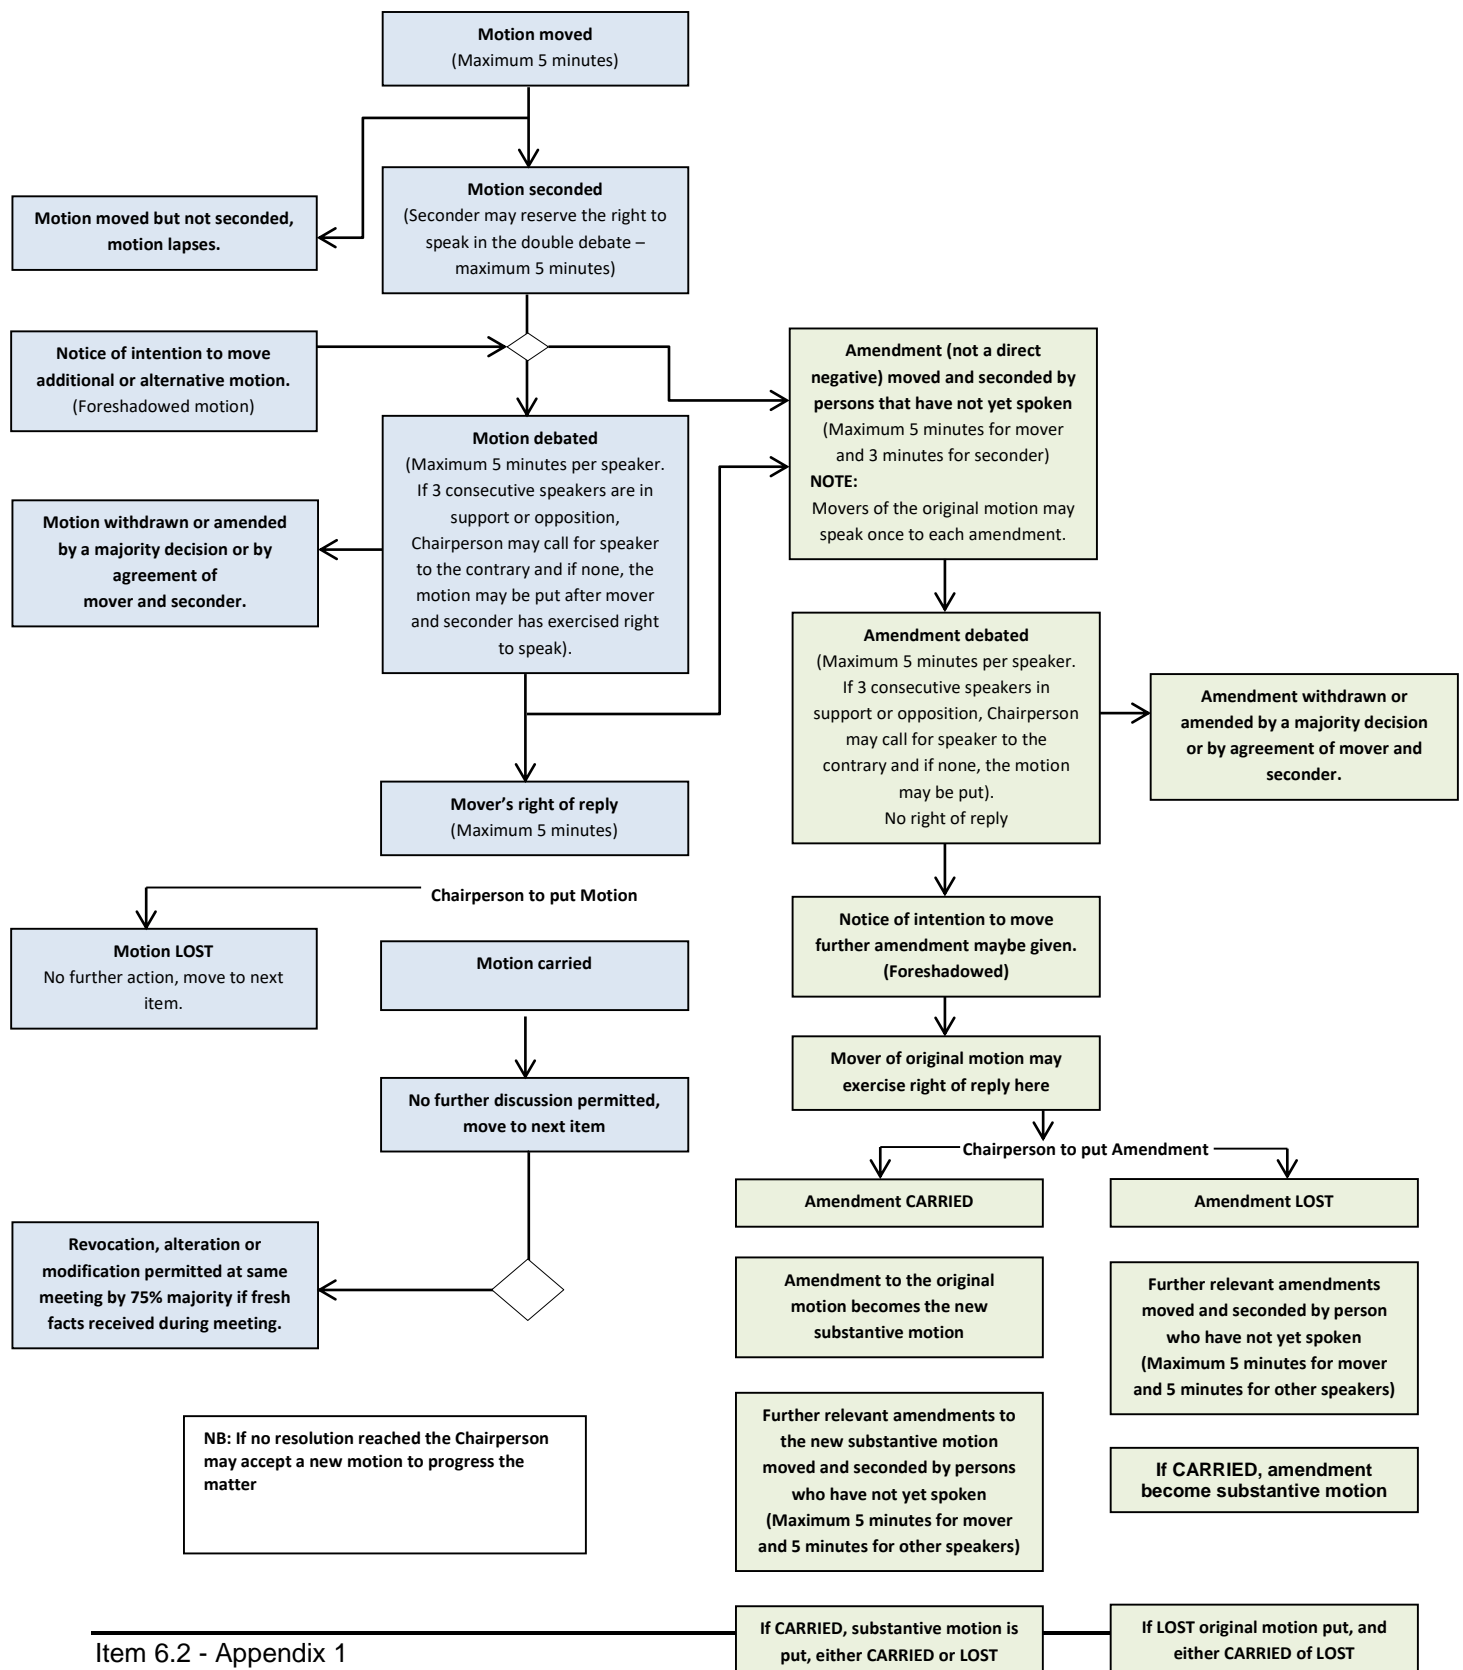 Motion moved
(Maximum 5 minutes)
Motion seconded
(Seconder may reserve the right to
speak in the double debate –
maximum 5 minutes)
Motion moved but not seconded,
motion lapses.
Notice of intention to move
additional or alternative motion.
(Foreshadowed motion)
Motion debated
(Maximum 5 minutes per speaker.
If 3 consecutive speakers are in
support or opposition,
Chairperson may call for speaker
to the contrary and if none, the
motion may be put after mover
and seconder has exercised right
to speak).
Motion withdrawn or amended
by a majority decision or by
agreement of
mover and seconder.
Mover’s right of reply
(Maximum 5 minutes)
Chairperson to put Motion
Motion LOST
No further action, move to next
item.
Motion carried
No further discussion permitted,
move to next item
Revocation, alteration or
modification permitted at same
meeting by 75% majority if fresh
facts received during meeting.
NB: If no resolution reached the Chairperson
may accept a new motion to progress the
matter
Amendment (not a direct
negative) moved and seconded by
persons that have not yet spoken
(Maximum 5 minutes for mover
and 3 minutes for seconder)
NOTE:
Movers of the original motion may
speak once to each amendment.
Amendment debated
(Maximum 5 minutes per speaker.
If 3 consecutive speakers in
support or opposition, Chairperson
may call for speaker to the
contrary and if none, the motion
may be put).
No right of reply
Amendment withdrawn or
amended by a majority decision
or by agreement of mover and
seconder.
Notice of intention to move
further amendment maybe given.
(Foreshadowed)
Mover of original motion may
exercise right of reply here
Chairperson to put Amendment
Amendment CARRIED
Amendment to the original
motion becomes the new
substantive motion
Further relevant amendments to
the new substantive motion
moved and seconded by persons
who have not yet spoken
(Maximum 5 minutes for mover
and 5 minutes for other speakers)
If CARRIED, substantive motion is
put, either CARRIED or LOST
Amendment LOST
Further relevant amendments
moved and seconded by person
who have not yet spoken
(Maximum 5 minutes for mover
and 5 minutes for other speakers)
If CARRIED, amendment
become substantive motion
If LOST original motion put, and
either CARRIED of LOST
Item 6.2 - Appendix 1